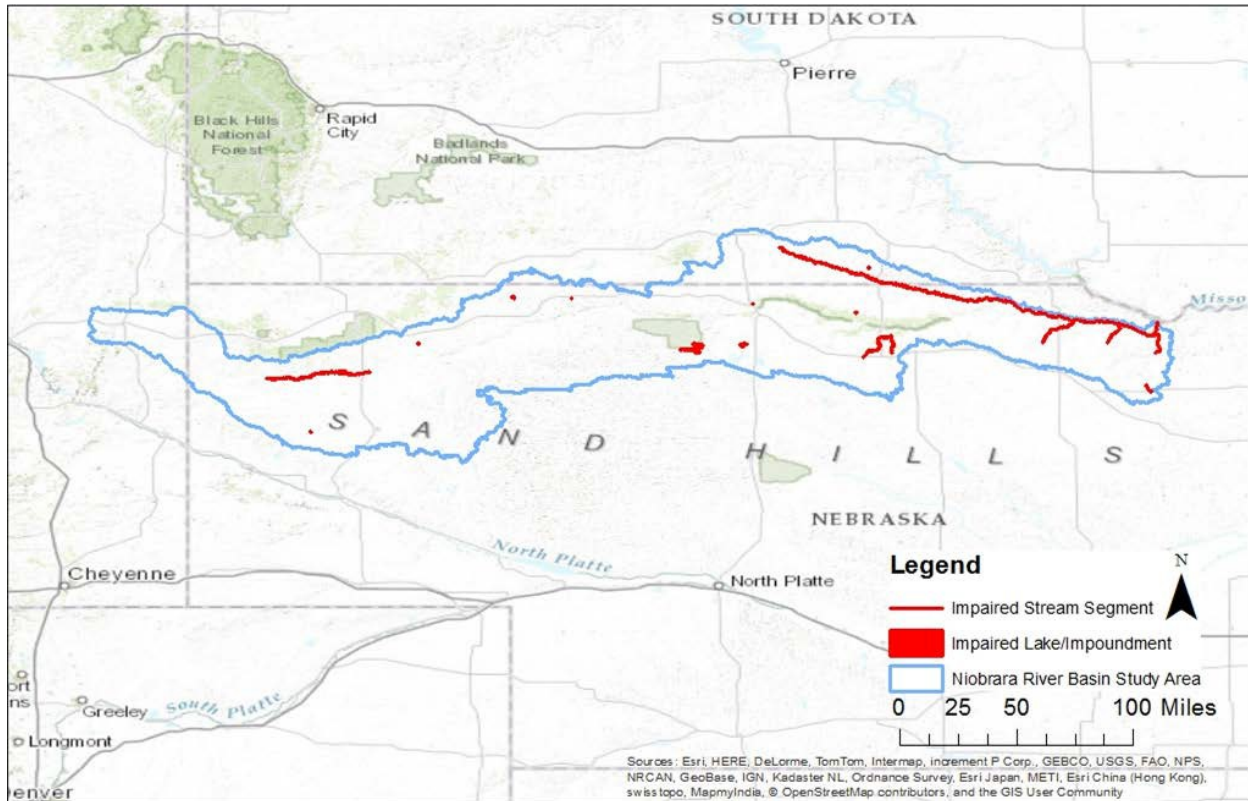 SOUTH DAKOTA
Pierre
Rapid
City
Black Hills
National
Forest
Badlands
National Park
Misso
S A N D H I L L S
NEBRASKA
North Platte
Cheyenne
North Platte
South Platte
Greeley
Longmont
ort
ns
enver
Legend
N
Impaired Stream Segment
Impaired Lake/Impoundment
Niobrara River Basin Study Area
0 25 50 100 Miles
Sources: Esri, HERE, DeLorme, TomTom, Intermap, increment P Corp., GEBCO, USGS, FAO, NPS,
NRCAN, GeoBase, IGN, Kadaster NL, Ordnance Survey, Esri Japan, METI, Esri China (Hong Kong),
swisstopo, MapmyIndia, © OpenStreetMap contributors, and the GIS User Community